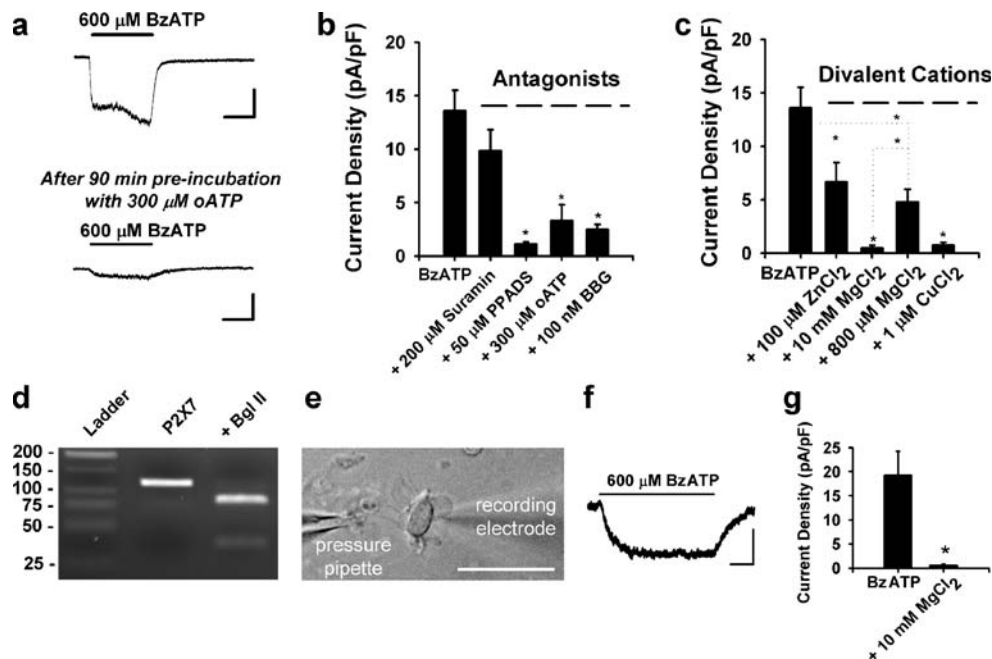 a
600 μM BzATP
After 90 min pre-incubation
with 300 μM oATP
600 μM BzATP
b
Current Density (pA/pF)
20
15
10
5
0
Antagonists
*
*
*
BzATP
+ 200 μM Suramin
+ 50 μM PPADS
+ 300 μM oATP
+ 100 nM BBG
c
Current Density (pA/pF)
20
15
10
5
0
Divalent Cations
*
*
*
*
*
BzATP
+ 100 μM ZnCl2
+ 10 mM MgCl2
+ 800 μM MgCl2
+ 1 μM CuCl2
d
Ladder
P2X7
+ Bgl II
200 -
150 -
100 -
75 -
50 -
25 -
e
pressure
pipette
recording
electrode
f
600 μM BzATP
g
Current Density (pA/pF)
25
20
15
10
5
0
*
BzATP
+ 10 mM MgCl2